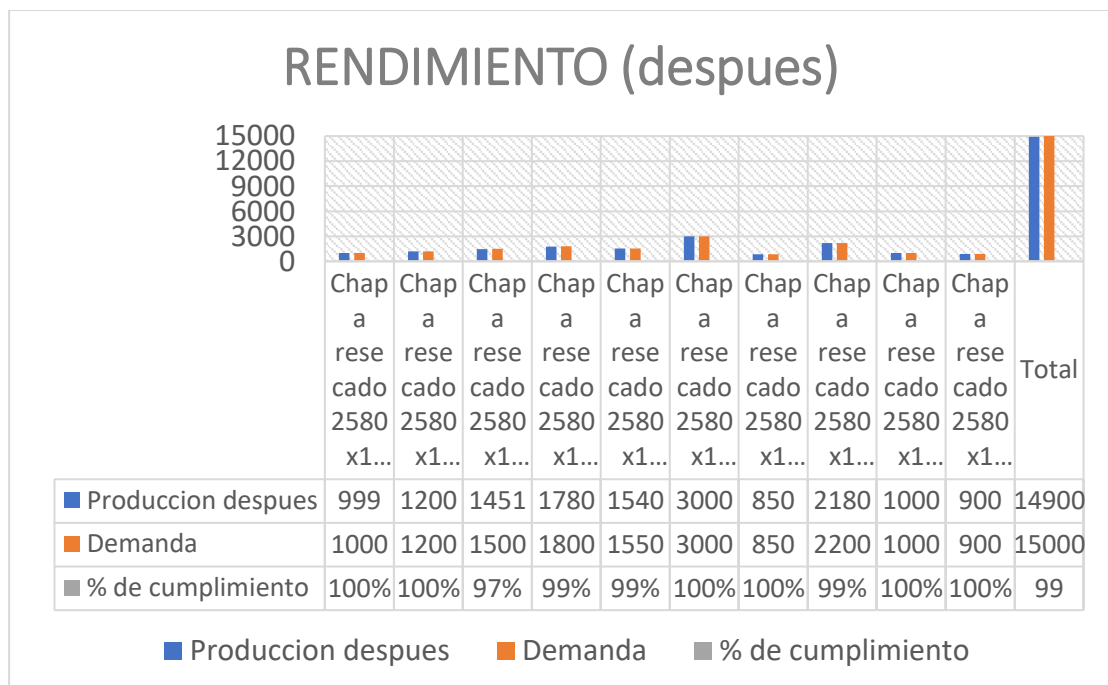 RENDIMIENTO (despues)
15000
12000
9000
6000
3000
0
Chap Chap Chap Chap Chap Chap Chap Chap Chap Chap
a a a a a a a a a a
rese rese rese rese rese rese rese rese rese rese
cado cado cado cado cado cado cado cado cado cado
2580 2580 2580 2580 2580 2580 2580 2580 2580 2580
x1... x1... x1... x1... x1... x1... x1... x1... x1... x1...
Total
Produccion despues 999 1200 1451 1780 1540 3000 850 2180 1000 900 14900
Demanda 1000 1200 1500 1800 1550 3000 850 2200 1000 900 15000
% de cumplimiento 100% 100% 97% 99% 99% 100% 100% 99% 100% 100% 99
Produccion despues Demanda % de cumplimiento